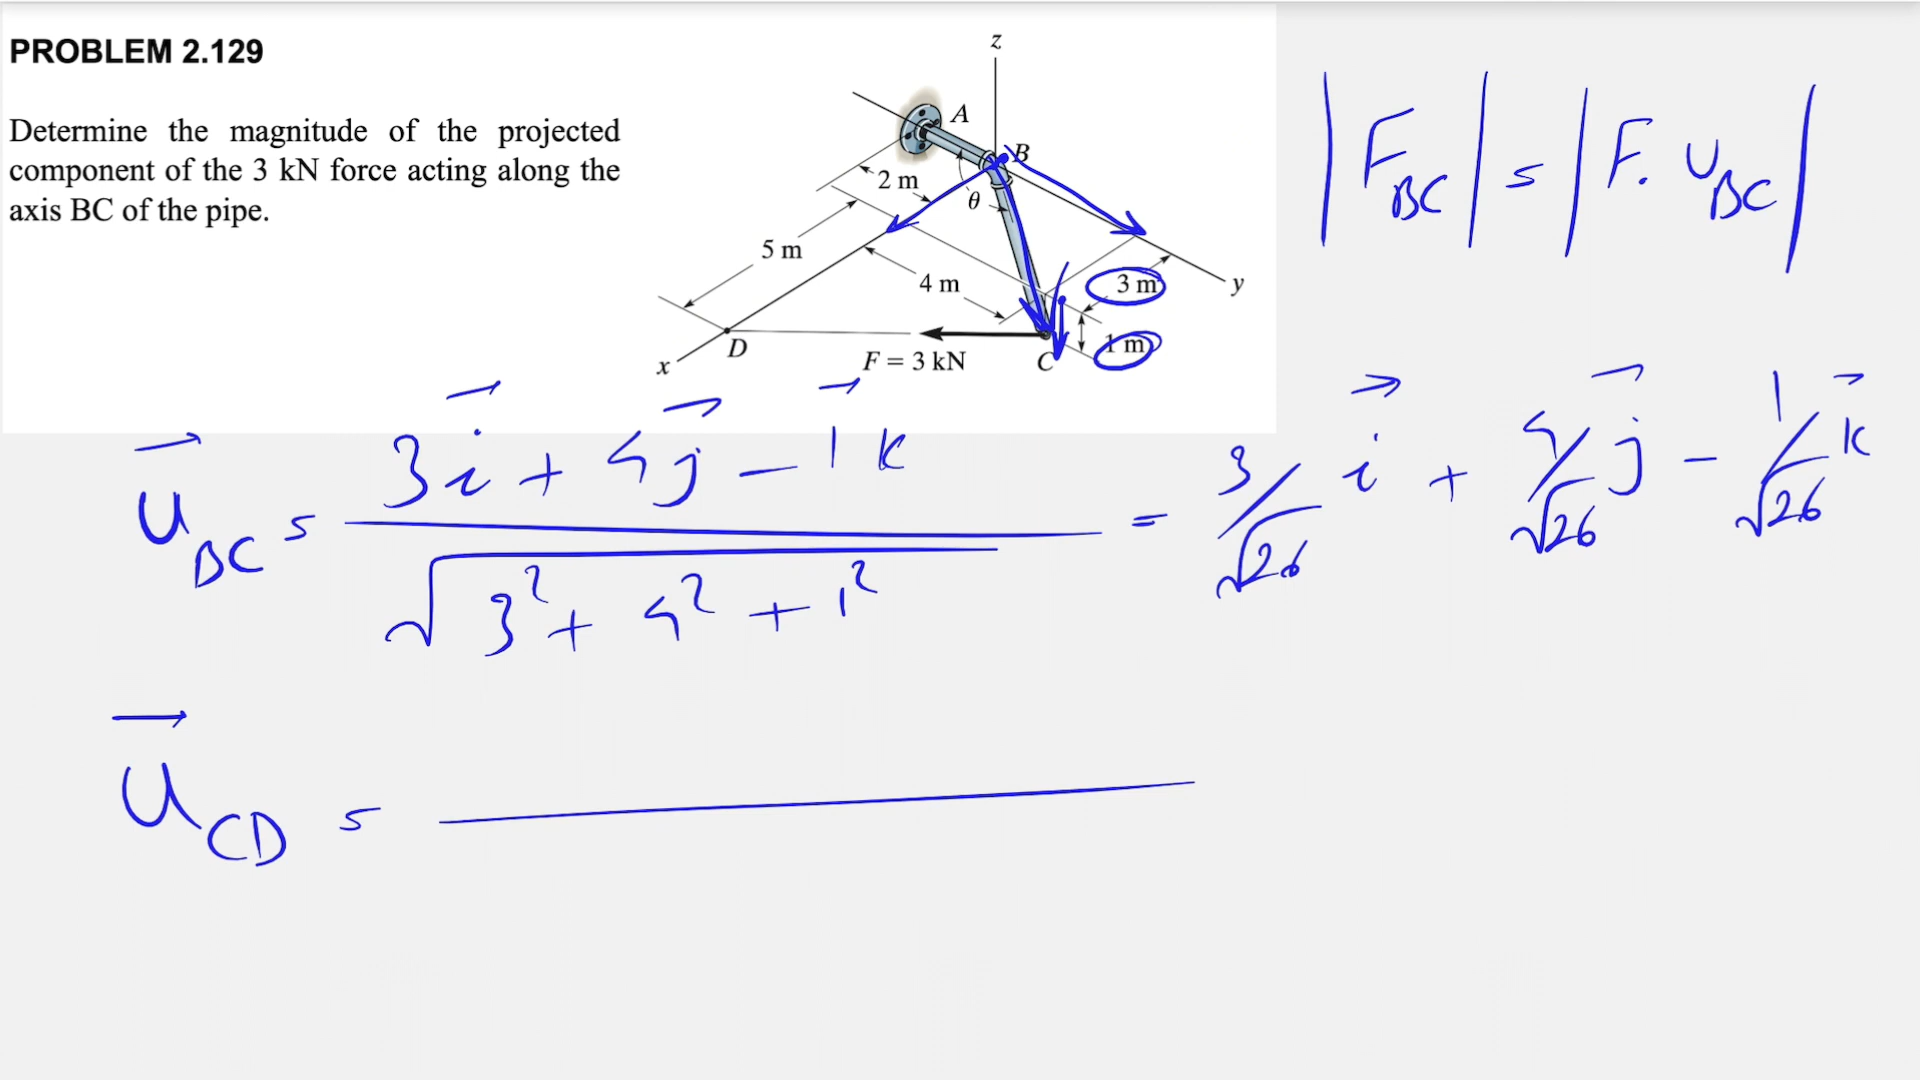 PROBLEM 2.129
Determine the magnitude of the projected
component of the 3 kN force acting along the
axis BC of the pipe.
z
A
B
2 m
θ
5 m
4 m
3 m
y
1 m
D
x
F = 3 kN
C
|F_BC| = |F. u_BC|
u_BC = (3i + 4j − 1k) / √(3² + 4² + 1²) = 3/√26 i + 4/√26 j − 1/√26 k
u_CD =